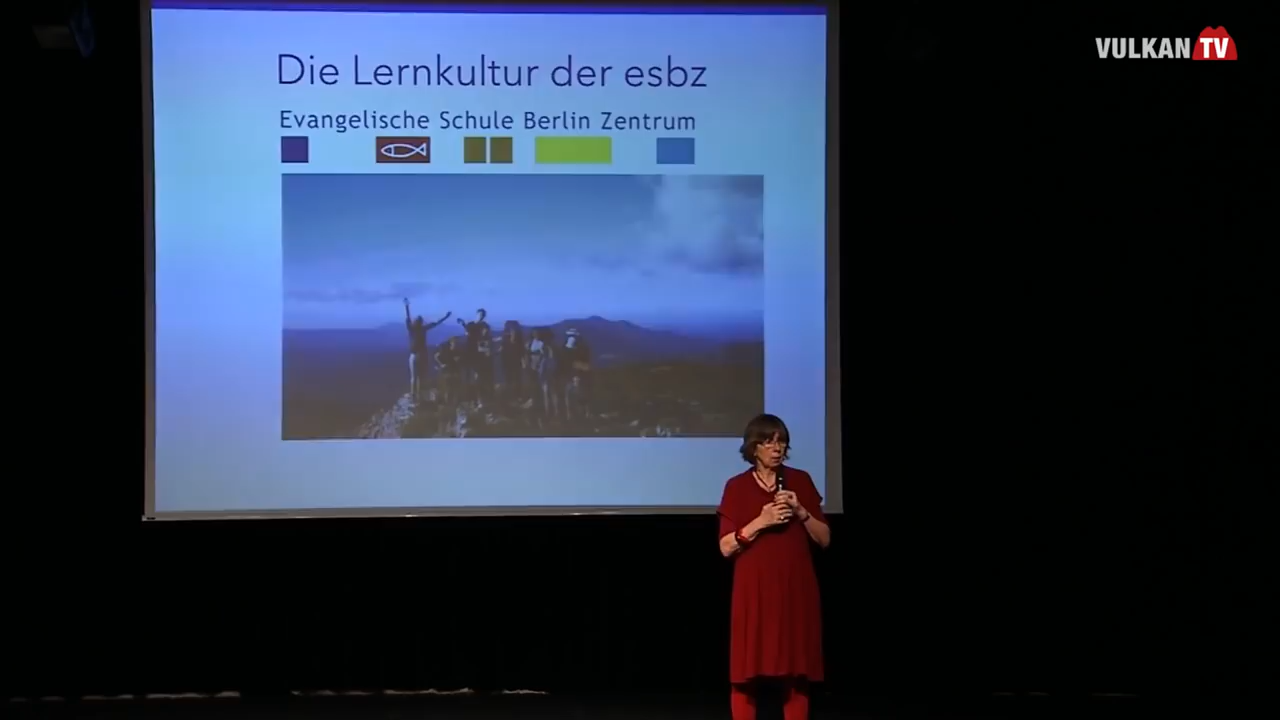 VULKAN TV
Die Lernkultur der esbz
Evangelische Schule Berlin Zentrum